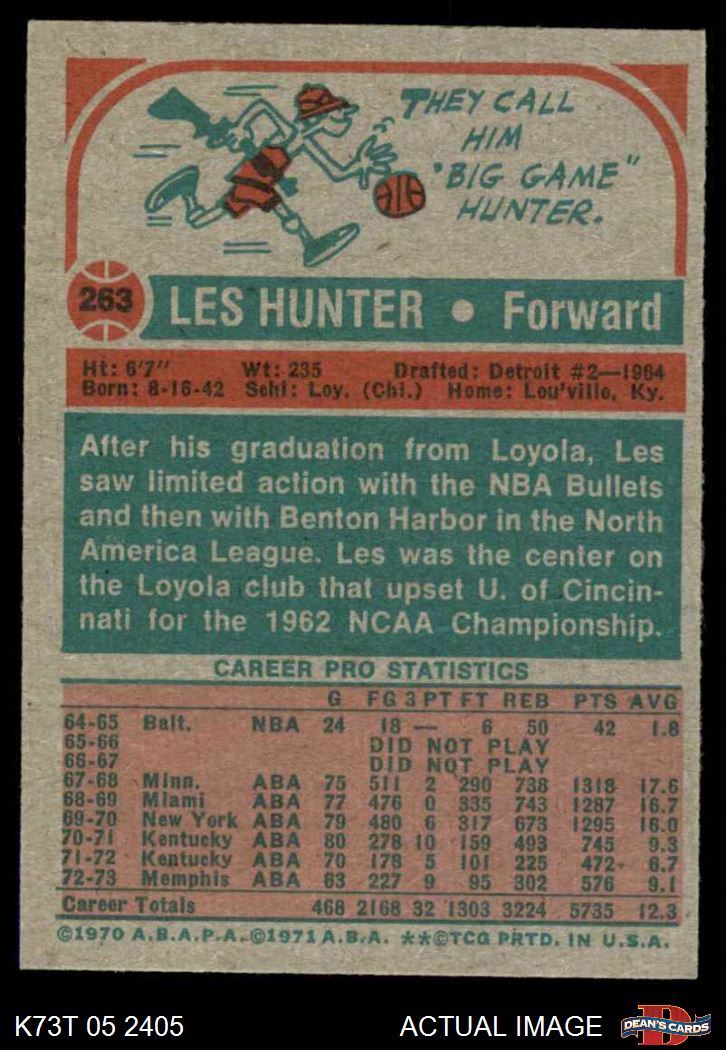 THEY CALL
HIM
"BIG GAME"
HUNTER.
263 LES HUNTER • Forward
Ht: 6'7" Wt: 235 Drafted: Detroit #2—1964
Born: 8-16-42 Schl: Loy. (Chi.) Home: Lou'ville, Ky.
After his graduation from Loyola, Les
saw limited action with the NBA Bullets
and then with Benton Harbor in the North
America League. Les was the center on
the Loyola club that upset U. of Cincin-
nati for the 1962 NCAA Championship.
CAREER PRO STATISTICS
G FG 3 PT FT REB PTS AVG
64-65 Balt. NBA 24 18 — 6 50 42 1.8
65-66 DID NOT PLAY
66-67 DID NOT PLAY
67-68 Minn. ABA 75 511 2 290 738 1318 17.6
68-69 Miami ABA 77 476 0 335 743 1287 16.7
69-70 New York ABA 79 480 6 317 673 1295 16.0
70-71 Kentucky ABA 80 278 10 159 493 745 9.3
71-72 Kentucky ABA 70 178 5 101 225 472 6.7
72-73 Memphis ABA 63 227 9 95 302 576 9.1
Career Totals 468 2168 32 1303 3224 5735 12.3
©1970 A.B.A.P.A. ©1971 A.B.A. **©TCG PRTD. IN U.S.A.
K73T 05 2405 ACTUAL IMAGE DEAN'S CARDS